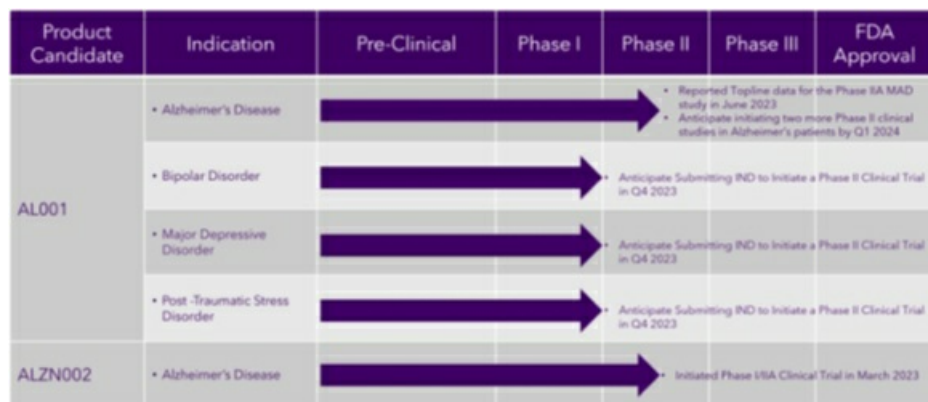 Product Candidate
Indication
Pre-Clinical
Phase I
Phase II
Phase III
FDA Approval
AL001
• Alzheimer's Disease
• Reported Topline data for the Phase IIA MAD
study in June 2023
• Anticipate initiating two more Phase II clinical
studies in Alzheimer's patients by Q1 2024
• Bipolar Disorder
• Anticipate Submitting IND to Initiate a Phase II Clinical Trial
in Q4 2023
• Major Depressive
Disorder
• Anticipate Submitting IND to Initiate a Phase II Clinical Trial
in Q4 2023
• Post -Traumatic Stress
Disorder
• Anticipate Submitting IND to Initiate a Phase II Clinical Trial
in Q4 2023
ALZN002
• Alzheimer's Disease
• Initiated Phase I/IIA Clinical Trial in March 2023